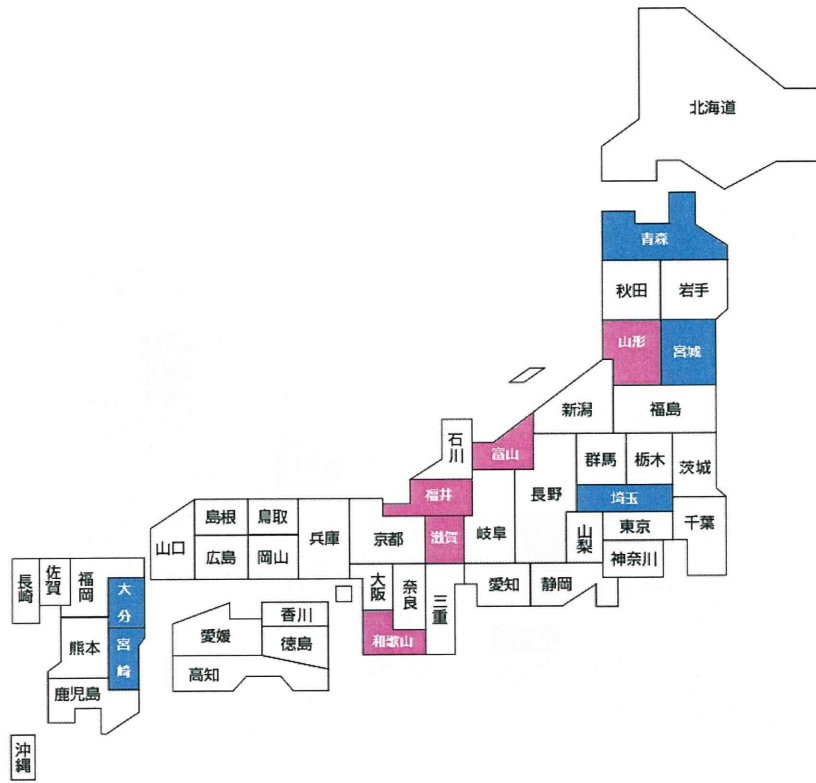 北海道
青森
秋田
岩手
山形
宮城
新潟
福島
石川
富山
群馬
栃木
茨城
福井
長野
埼玉
島根
鳥取
兵庫
京都
滋賀
岐阜
山梨
東京
千葉
山口
広島
岡山
神奈川
長崎
佐賀
福岡
大分
大阪
奈良
三重
愛知
静岡
熊本
宮崎
愛媛
香川
徳島
和歌山
高知
鹿児島
沖縄